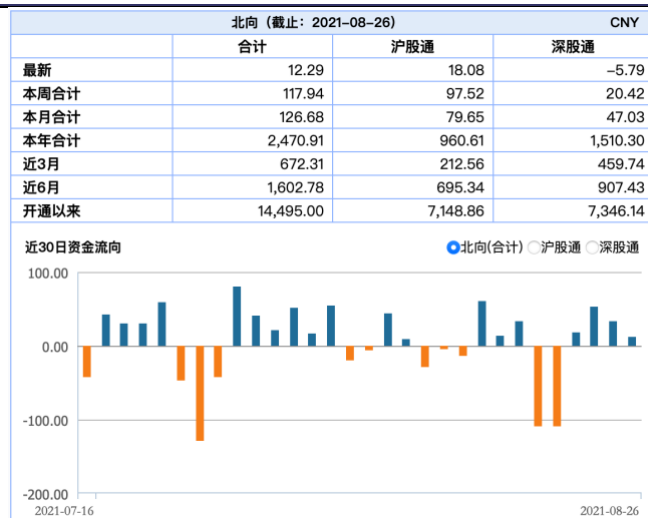 北向（截止：2021-08-26） CNY
合计 沪股通 深股通
最新 12.29 18.08 -5.79
本周合计 117.94 97.52 20.42
本月合计 126.68 79.65 47.03
本年合计 2,470.91 960.61 1,510.30
近3月 672.31 212.56 459.74
近6月 1,602.78 695.34 907.43
开通以来 14,495.00 7,148.86 7,346.14
近30日资金流向 北向(合计) 沪股通 深股通
100.00
0.00
-100.00
-200.00
2021-07-16 2021-08-26